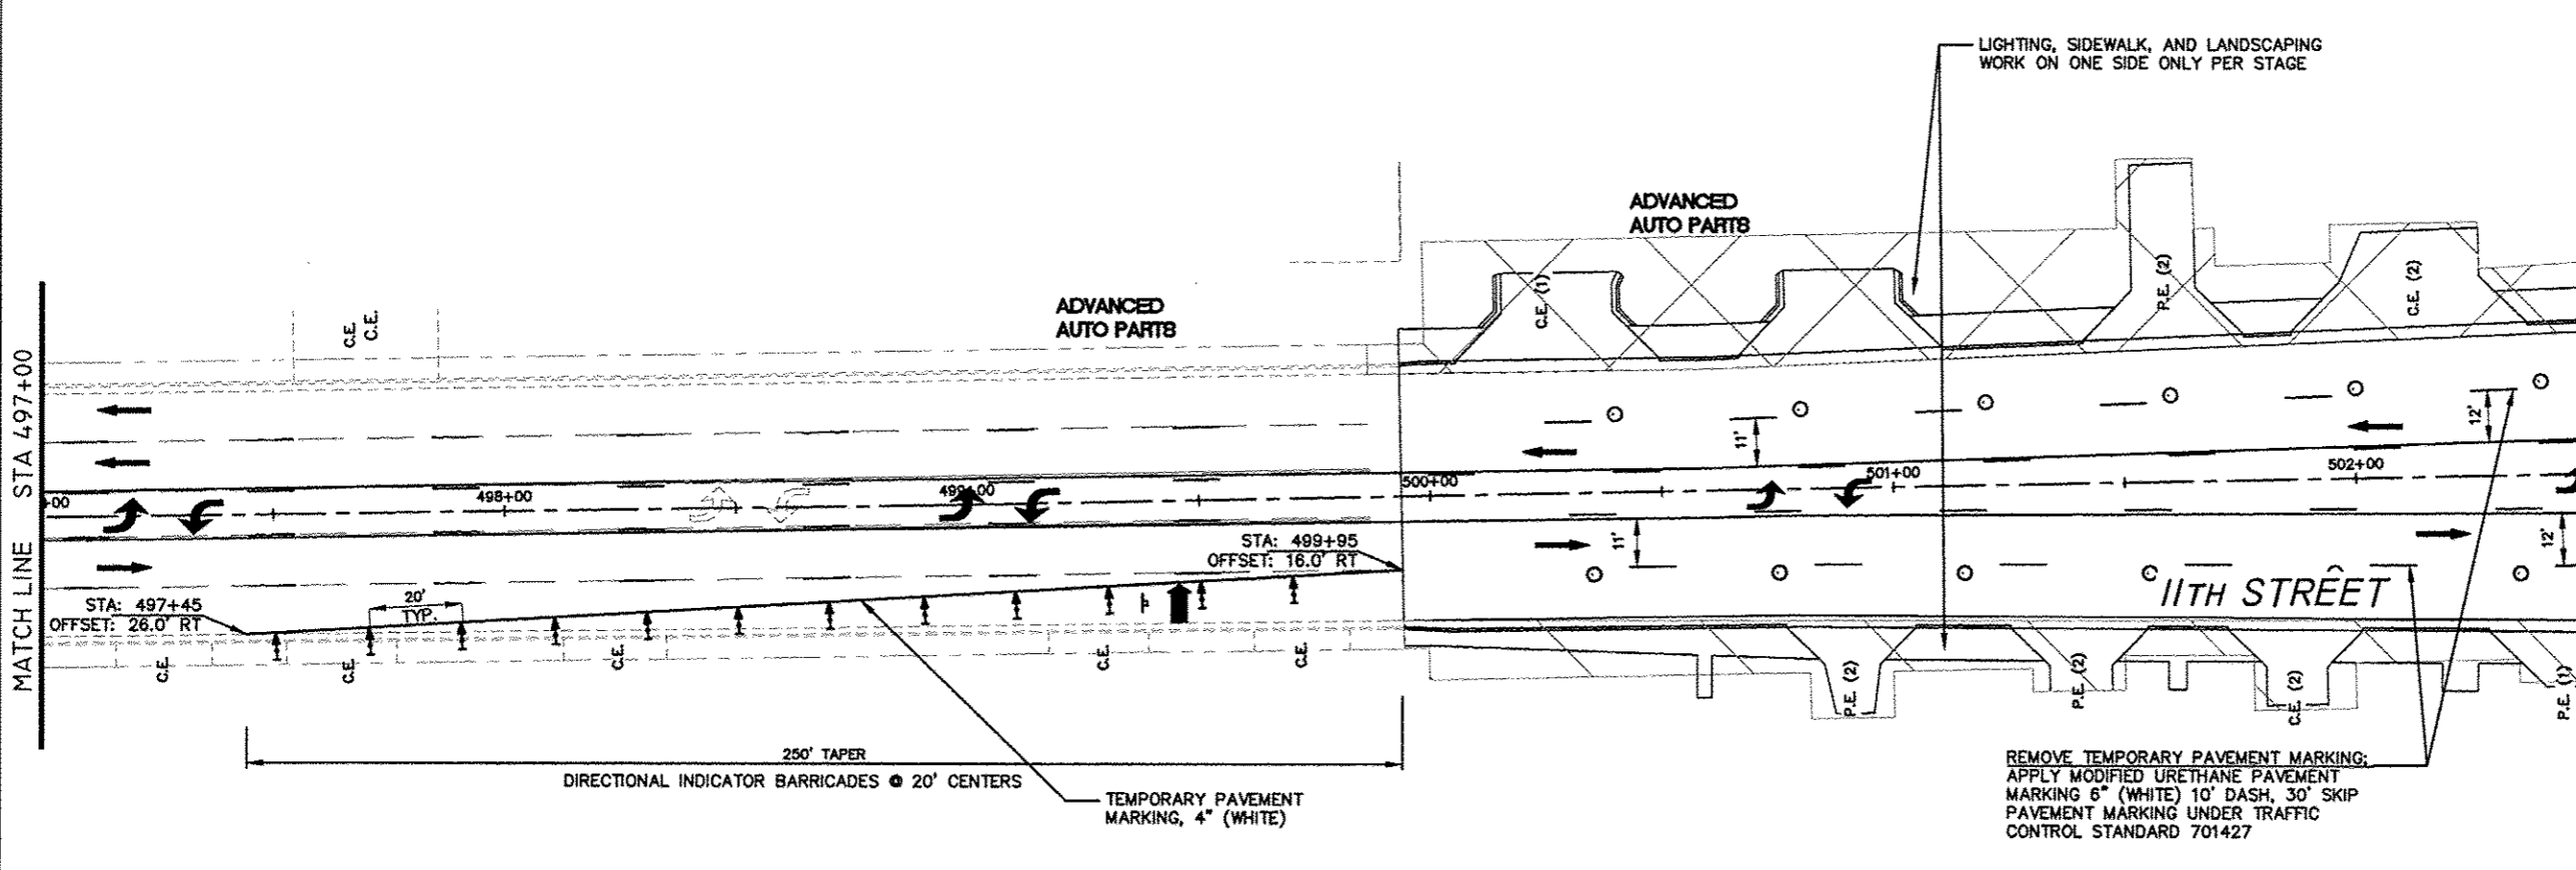 LIGHTING, SIDEWALK, AND LANDSCAPING
WORK ON ONE SIDE ONLY PER STAGE
ADVANCED
AUTO PARTS
ADVANCED
AUTO PARTS
C.E.
C.E.
C.E. (1)
P.E. (2)
C.E. (2)
MATCH LINE STA 497+00
+00
498+00
499+00
500+00
501+00
502+00
11'
12'
11'
12'
STA: 499+95
OFFSET: 16.0' RT
STA: 497+45
OFFSET: 26.0' RT
20'
TYP.
11TH STREET
C.E.
C.E.
C.E.
C.E.
C.E.
P.E. (2)
P.E. (2)
C.E. (2)
P.E. (1)
250' TAPER
DIRECTIONAL INDICATOR BARRICADES @ 20' CENTERS
TEMPORARY PAVEMENT
MARKING, 4" (WHITE)
REMOVE TEMPORARY PAVEMENT MARKING;
APPLY MODIFIED URETHANE PAVEMENT
MARKING 6" (WHITE) 10' DASH, 30' SKIP
PAVEMENT MARKING UNDER TRAFFIC
CONTROL STANDARD 701427